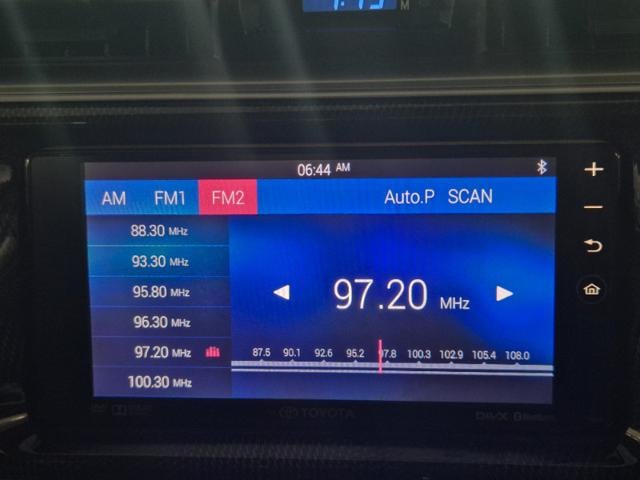 06:44 AM
AM FM1 FM2 Auto.P SCAN
88.30 MHz
93.30 MHz
95.80 MHz
96.30 MHz
97.20 MHz
100.30 MHz
97.20 MHz
87.5 90.1 92.6 95.2 97.8 100.3 102.9 105.4 108.0
TOYOTA
DIVX Bluetooth